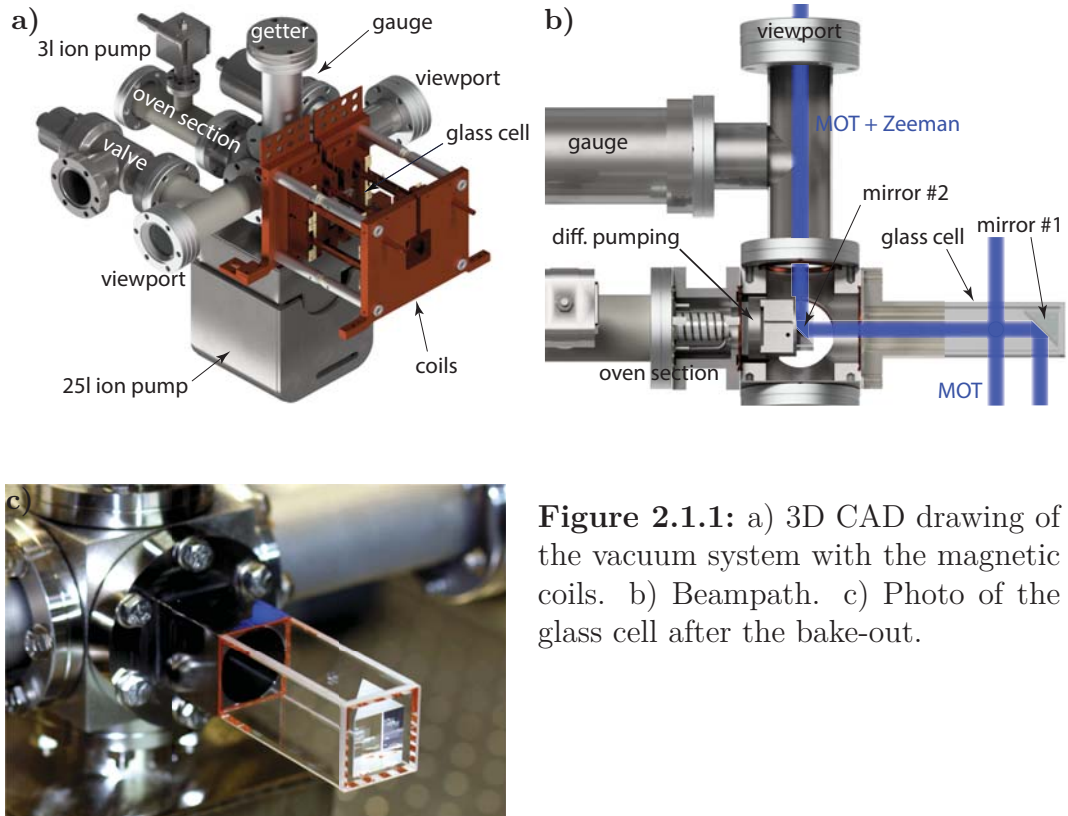 a)
getter
3l ion pump
gauge
viewport
oven section
glass cell
valve
viewport
coils
25l ion pump
b)
viewport
MOT + Zeeman
gauge
mirror #2
mirror #1
diff. pumping
glass cell
oven section
MOT
c)
Figure 2.1.1: a) 3D CAD drawing of
the vacuum system with the magnetic
coils. b) Beampath. c) Photo of the
glass cell after the bake-out.